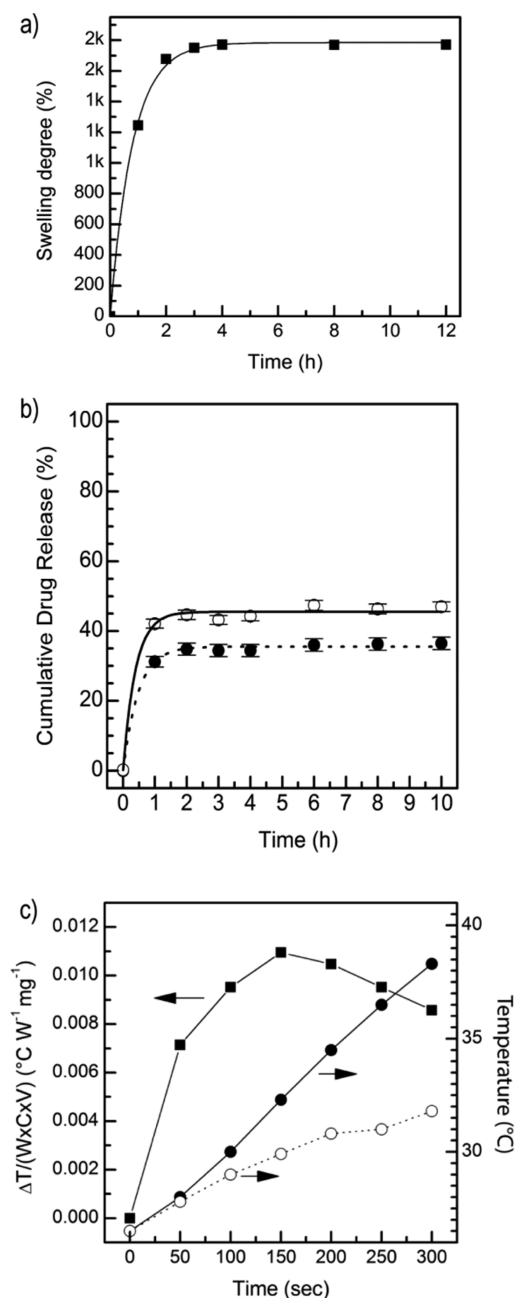 a)
2k
2k
1k
1k
1k
800
600
400
200
0
Swelling degree (%)
0 2 4 6 8 10 12
Time (h)
b)
100
80
60
40
20
0
Cumulative Drug Release (%)
0 1 2 3 4 5 6 7 8 9 10
Time (h)
c)
0.012
0.010
0.008
0.006
0.004
0.002
0.000
ΔT/(WxCxV) (°C W⁻¹ mg⁻¹)
40
35
30
Temperature (°C)
0 50 100 150 200 250 300
Time (sec)